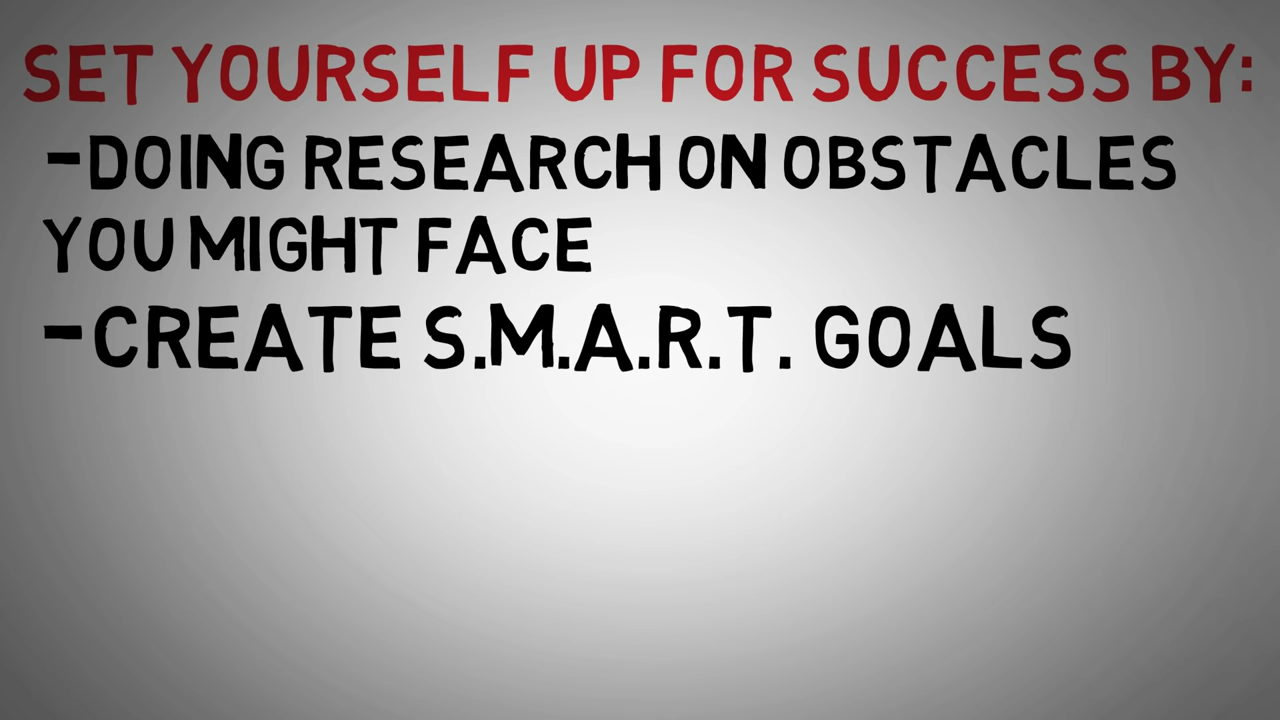 SET YOURSELF UP FOR SUCCESS BY:
-DOING RESEARCH ON OBSTACLES
YOU MIGHT FACE
-CREATE S.M.A.R.T. GOALS